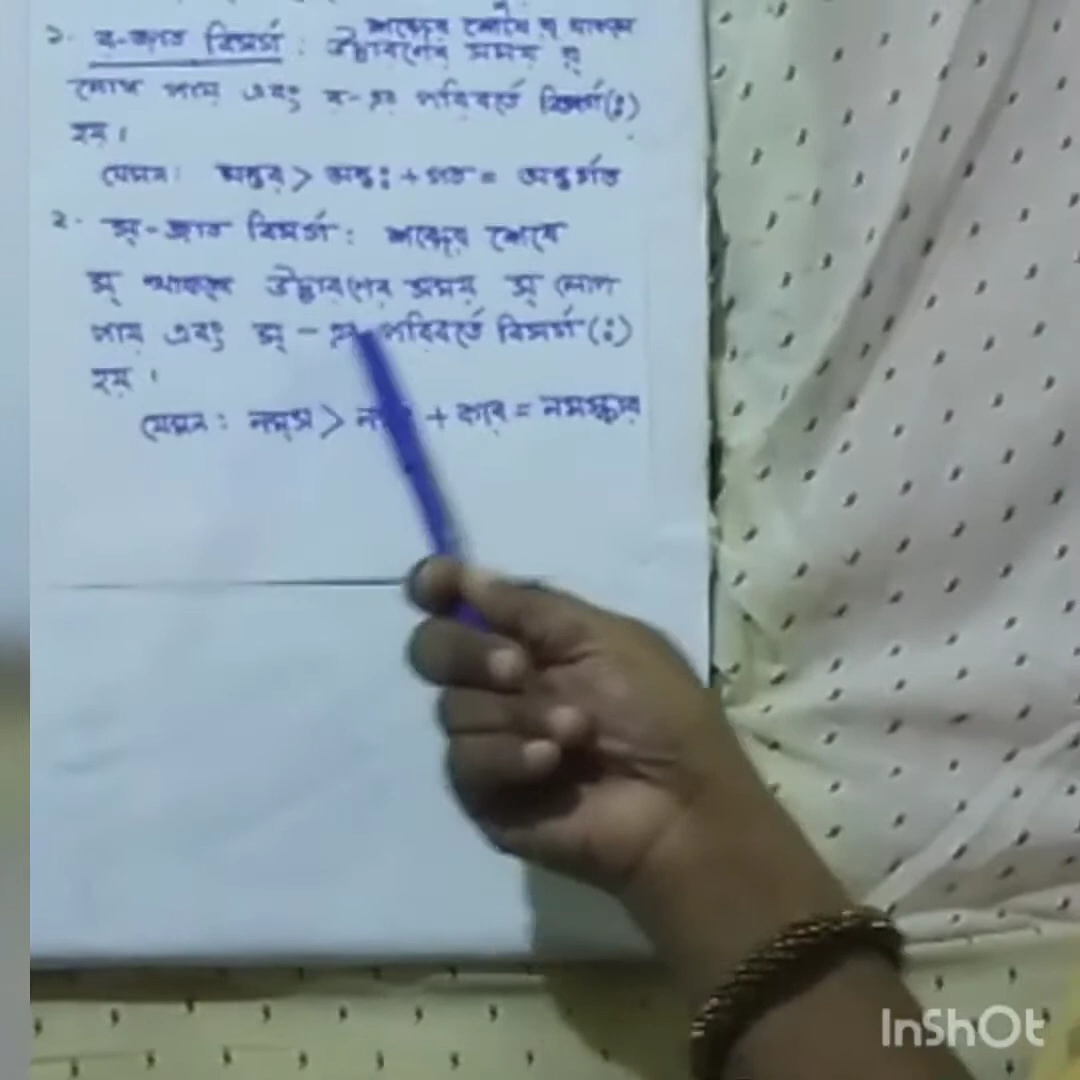 ১. র-জাত বিসর্গ : শব্দের শেষে র্ থাকলে
উচ্চারণের সময় র্
লোপ পায় এবং র-এর পরিবর্তে বিসর্গ(ঃ)
হয়।
যেমন: অন্তর > অন্তঃ + গত = অন্তর্গত
২. স্-জাত বিসর্গ : শব্দের শেষে
স্ থাকলে উচ্চারণের সময় স্ লোপ
পায় এবং স্ - এর পরিবর্তে বিসর্গ (ঃ)
হয়।
যেমন : নমস > + কার = নমস্কার
InShOt